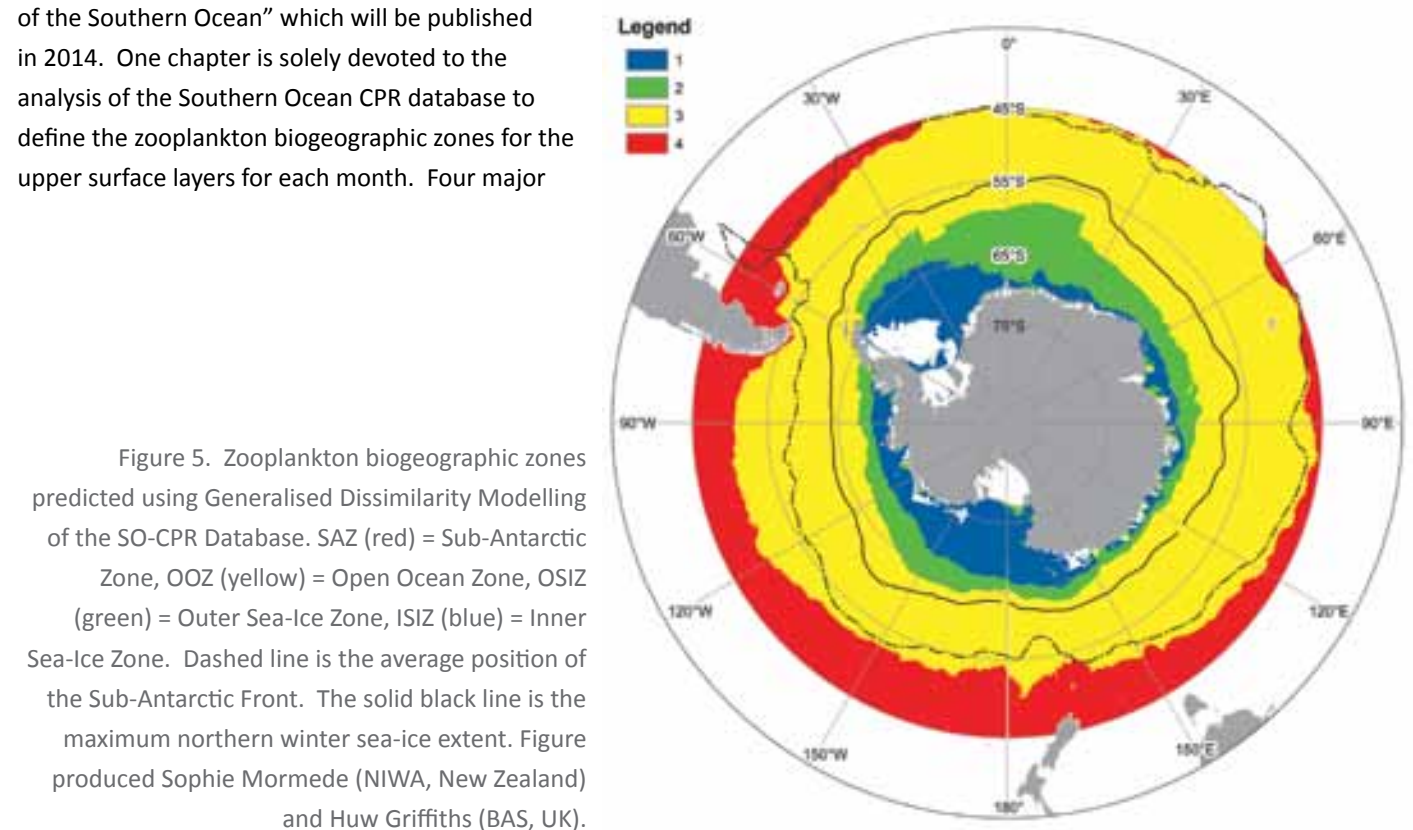 of the Southern Ocean” which will be published
in 2014.  One chapter is solely devoted to the
analysis of the Southern Ocean CPR database to
define the zooplankton biogeographic zones for the
upper surface layers for each month.  Four major
Figure 5.  Zooplankton biogeographic zones
predicted using Generalised Dissimilarity Modelling
of the SO-CPR Database. SAZ (red) = Sub-Antarctic
Zone, OOZ (yellow) = Open Ocean Zone, OSIZ
(green) = Outer Sea-Ice Zone, ISIZ (blue) = Inner
Sea-Ice Zone.  Dashed line is the average position of
the Sub-Antarctic Front.  The solid black line is the
maximum northern winter sea-ice extent. Figure
produced Sophie Mormede (NIWA, New Zealand)
and Huw Griffiths (BAS, UK).
Legend
1
2
3
4
0°
30°W
30°E
45°S
55°S
60°W
60°E
65°S
75°S
90°W
90°E
120°W
120°E
150°W
150°E
180°